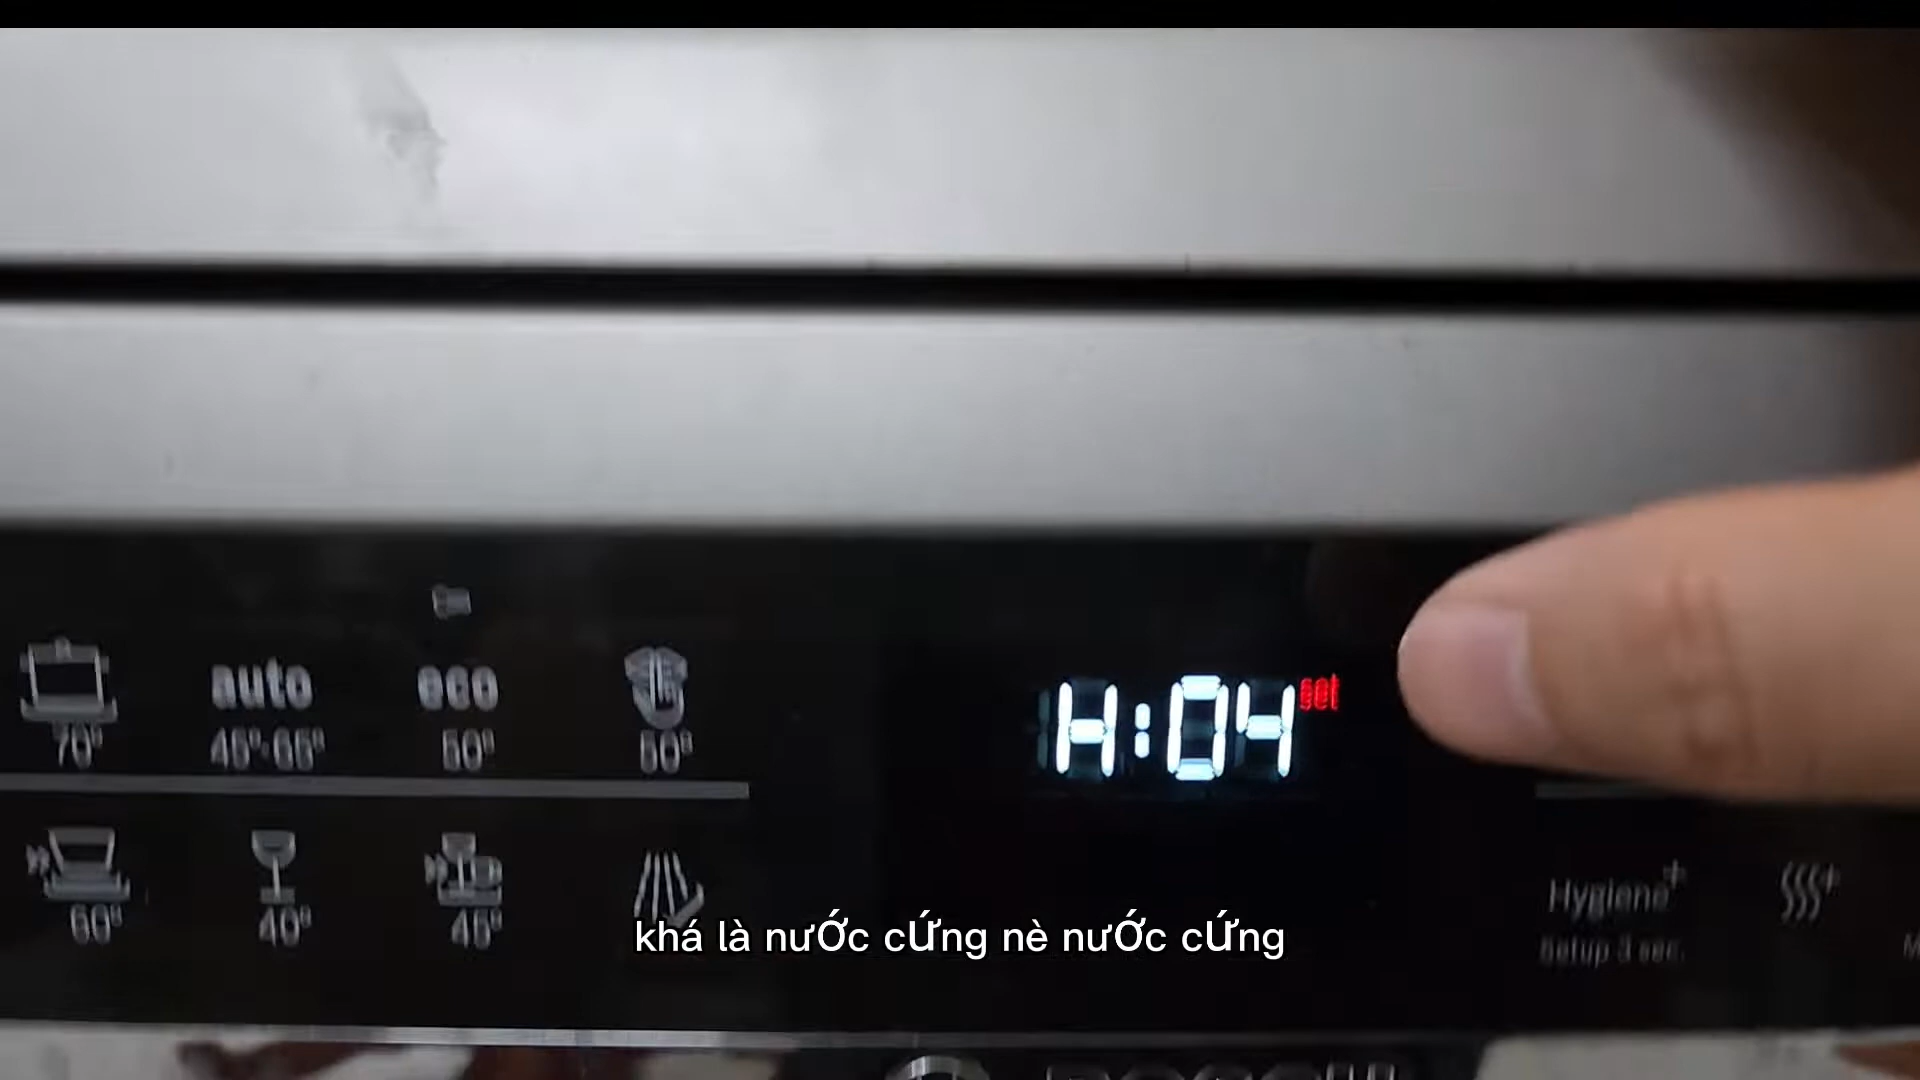 auto eco
70° 45°-65° 50° 50°
H:04 set
60° 40° 45°
Hygiene+
Setup 3 sec.
khá là nước cứng nè nước cứng